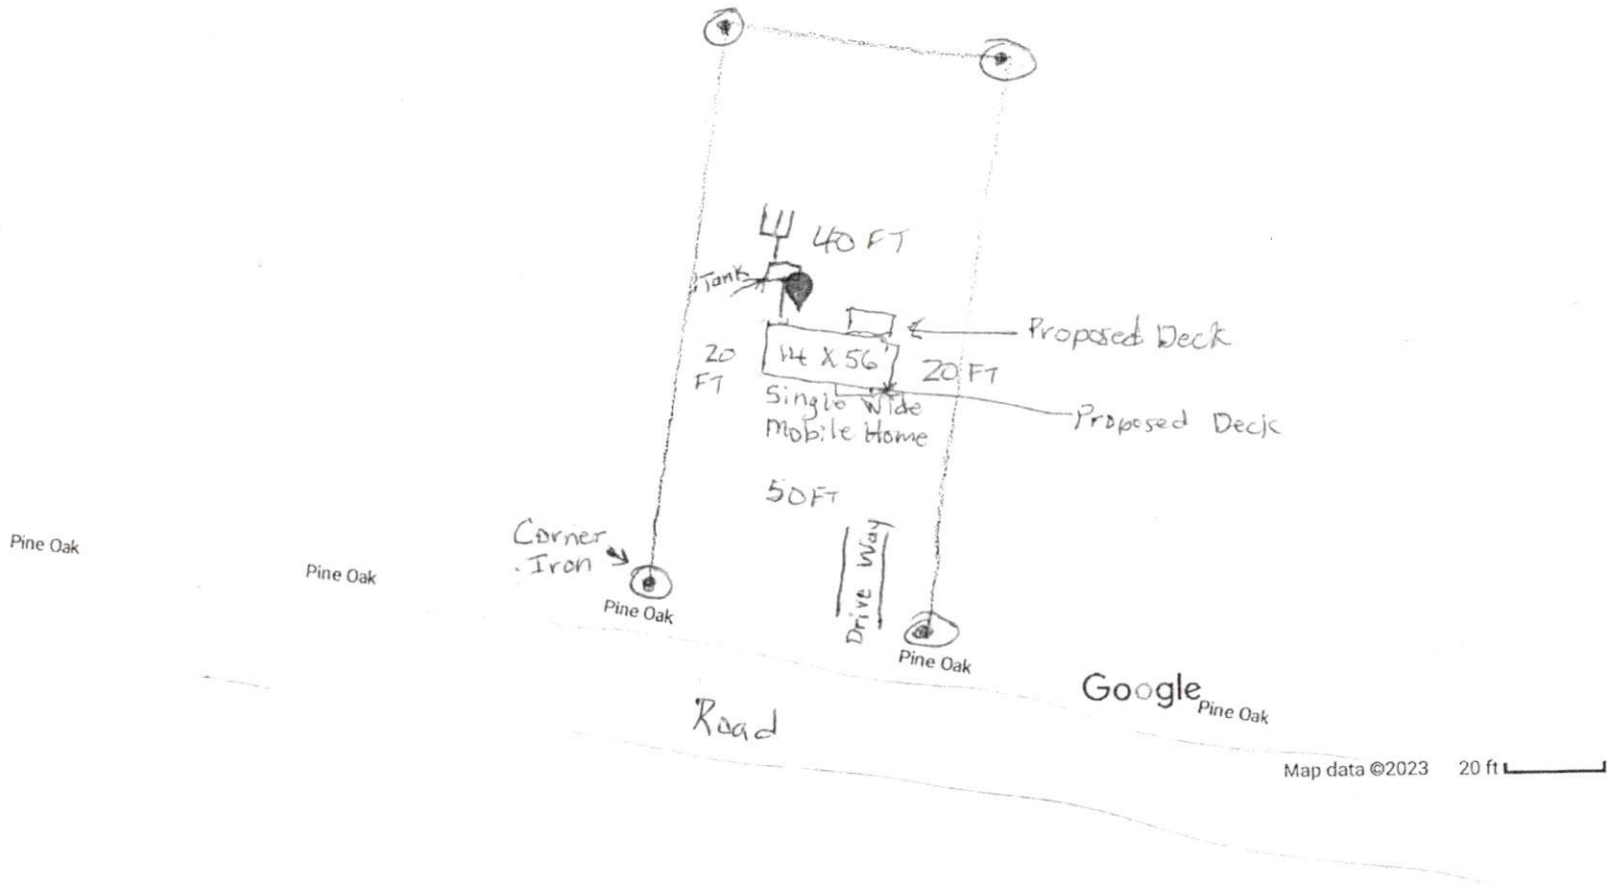 40 FT
Tank
Proposed Deck
14 X 56'
20
FT
20 FT
Single Wide
Mobile Home
Proposed Deck
50 FT
Corner
Iron
Drive Way
Pine Oak
Pine Oak
Pine Oak
Pine Oak
Google
Pine Oak
Road
Map data ©2023 20 ft